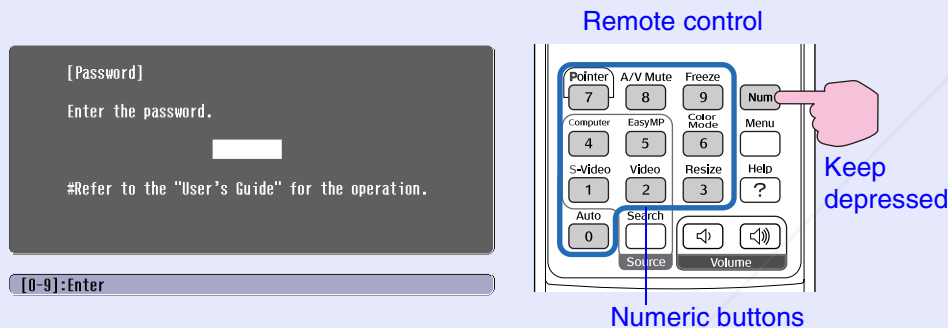 Remote control
[Password]
Enter the password.
#Refer to the "User's Guide" for the operation.
[0-9]:Enter
Pointer A/V Mute Freeze
7 8 9 Num
Computer EasyMP Color Mode Menu
4 5 6
S-Video Video Resize Help
1 2 3 ?
Auto Search
0
Source Volume
Keep
depressed
Numeric buttons